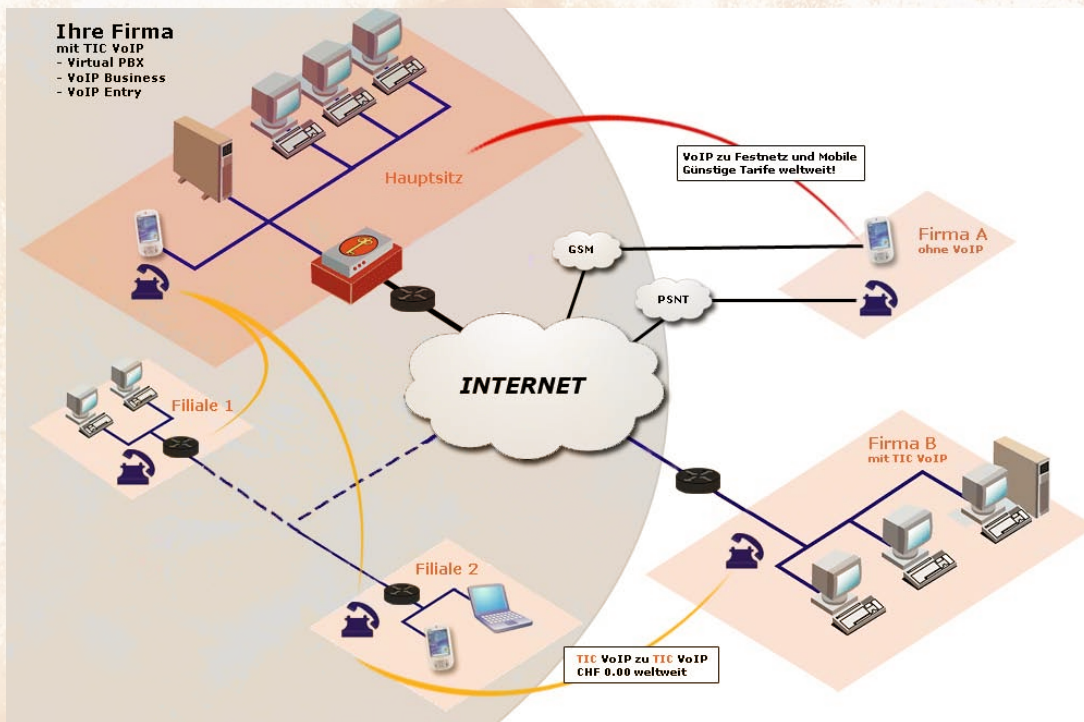 Ihre Firma
mit TIC VoIP
- Virtual PBX
- VoIP Business
- VoIP Entry
Hauptsitz
VoIP zu Festnetz und Mobile
Günstige Tarife weltweit!
Firma A
ohne VoIP
GSM
PSNT
INTERNET
Filiale 1
Firma B
mit TIC VoIP
Filiale 2
TIC VoIP zu TIC VoIP
CHF 0.00 weltweit